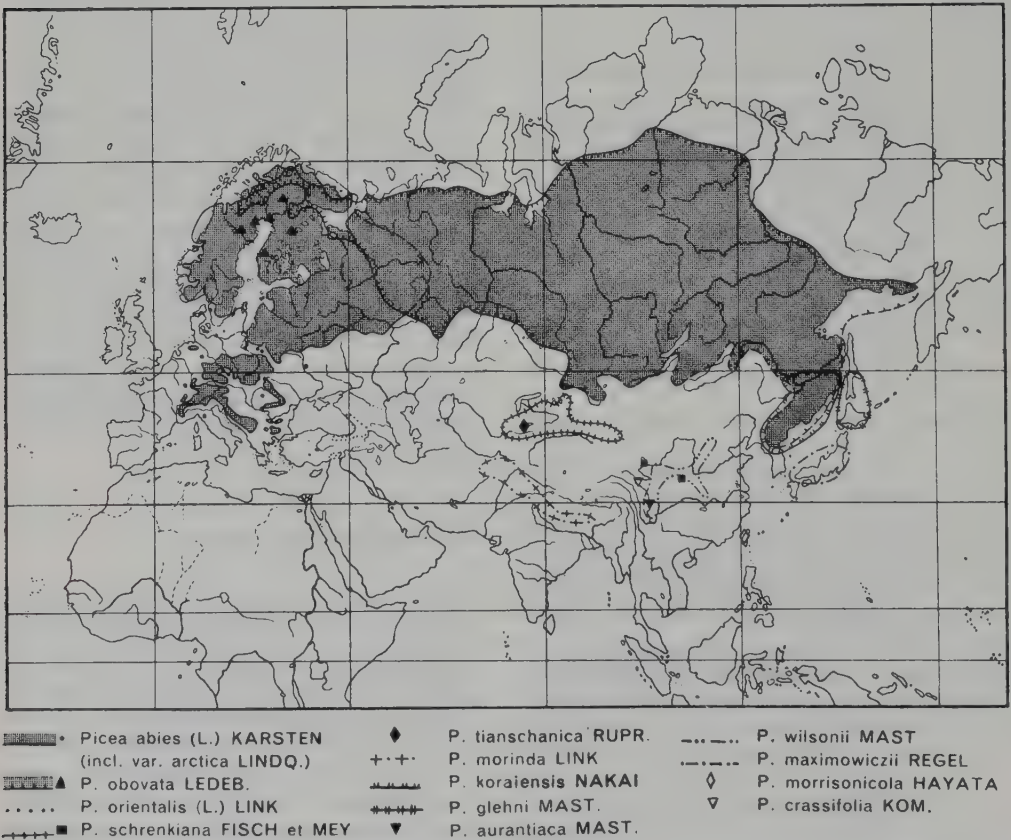 Picea abies (L.) KARSTEN
(incl. var. arctica LINDQ.)
P. obovata LEDEB.
P. orientalis (L.) LINK
P. schrenkiana FISCH et MEY
P. tianschanica RUPR.
P. morinda LINK
P. koraiensis NAKAI
P. glehni MAST.
P. aurantiaca MAST.
P. wilsonii MAST
P. maximowiczii REGEL
P. morrisonicola HAYATA
P. crassifolia KOM.